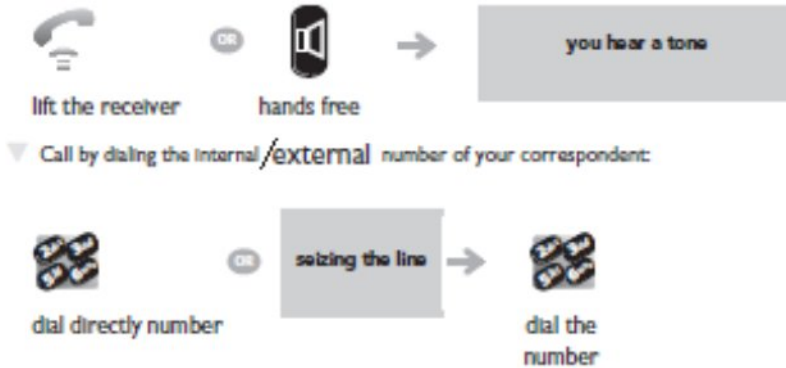 OR
you hear a tone
lift the receiver
hands free
Call by dialing the internal/external number of your correspondent:
OR
seizing the line
dial directly number
dial the
number